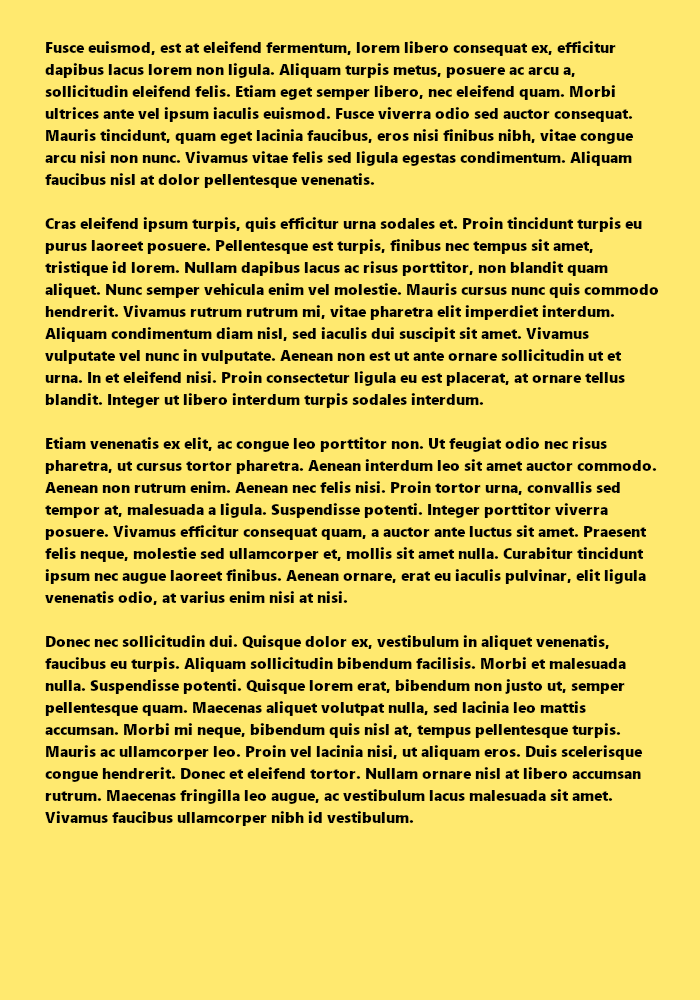 Fusce euismod, est at eleifend fermentum, lorem libero consequat ex, efficitur
dapibus lacus lorem non ligula. Aliquam turpis metus, posuere ac arcu a,
sollicitudin eleifend felis. Etiam eget semper libero, nec eleifend quam. Morbi
ultrices ante vel ipsum iaculis euismod. Fusce viverra odio sed auctor consequat.
Mauris tincidunt, quam eget lacinia faucibus, eros nisi finibus nibh, vitae congue
arcu nisi non nunc. Vivamus vitae felis sed ligula egestas condimentum. Aliquam
faucibus nisl at dolor pellentesque venenatis.

Cras eleifend ipsum turpis, quis efficitur urna sodales et. Proin tincidunt turpis eu
purus laoreet posuere. Pellentesque est turpis, finibus nec tempus sit amet,
tristique id lorem. Nullam dapibus lacus ac risus porttitor, non blandit quam
aliquet. Nunc semper vehicula enim vel molestie. Mauris cursus nunc quis commodo
hendrerit. Vivamus rutrum rutrum mi, vitae pharetra elit imperdiet interdum.
Aliquam condimentum diam nisl, sed iaculis dui suscipit sit amet. Vivamus
vulputate vel nunc in vulputate. Aenean non est ut ante ornare sollicitudin ut et
urna. In et eleifend nisi. Proin consectetur ligula eu est placerat, at ornare tellus
blandit. Integer ut libero interdum turpis sodales interdum.

Etiam venenatis ex elit, ac congue leo porttitor non. Ut feugiat odio nec risus
pharetra, ut cursus tortor pharetra. Aenean interdum leo sit amet auctor commodo.
Aenean non rutrum enim. Aenean nec felis nisi. Proin tortor urna, convallis sed
tempor at, malesuada a ligula. Suspendisse potenti. Integer porttitor viverra
posuere. Vivamus efficitur consequat quam, a auctor ante luctus sit amet. Praesent
felis neque, molestie sed ullamcorper et, mollis sit amet nulla. Curabitur tincidunt
ipsum nec augue laoreet finibus. Aenean ornare, erat eu iaculis pulvinar, elit ligula
venenatis odio, at varius enim nisi at nisi.

Donec nec sollicitudin dui. Quisque dolor ex, vestibulum in aliquet venenatis,
faucibus eu turpis. Aliquam sollicitudin bibendum facilisis. Morbi et malesuada
nulla. Suspendisse potenti. Quisque lorem erat, bibendum non justo ut, semper
pellentesque quam. Maecenas aliquet volutpat nulla, sed lacinia leo mattis
accumsan. Morbi mi neque, bibendum quis nisl at, tempus pellentesque turpis.
Mauris ac ullamcorper leo. Proin vel lacinia nisi, ut aliquam eros. Duis scelerisque
congue hendrerit. Donec et eleifend tortor. Nullam ornare nisl at libero accumsan
rutrum. Maecenas fringilla leo augue, ac vestibulum lacus malesuada sit amet.
Vivamus faucibus ullamcorper nibh id vestibulum.